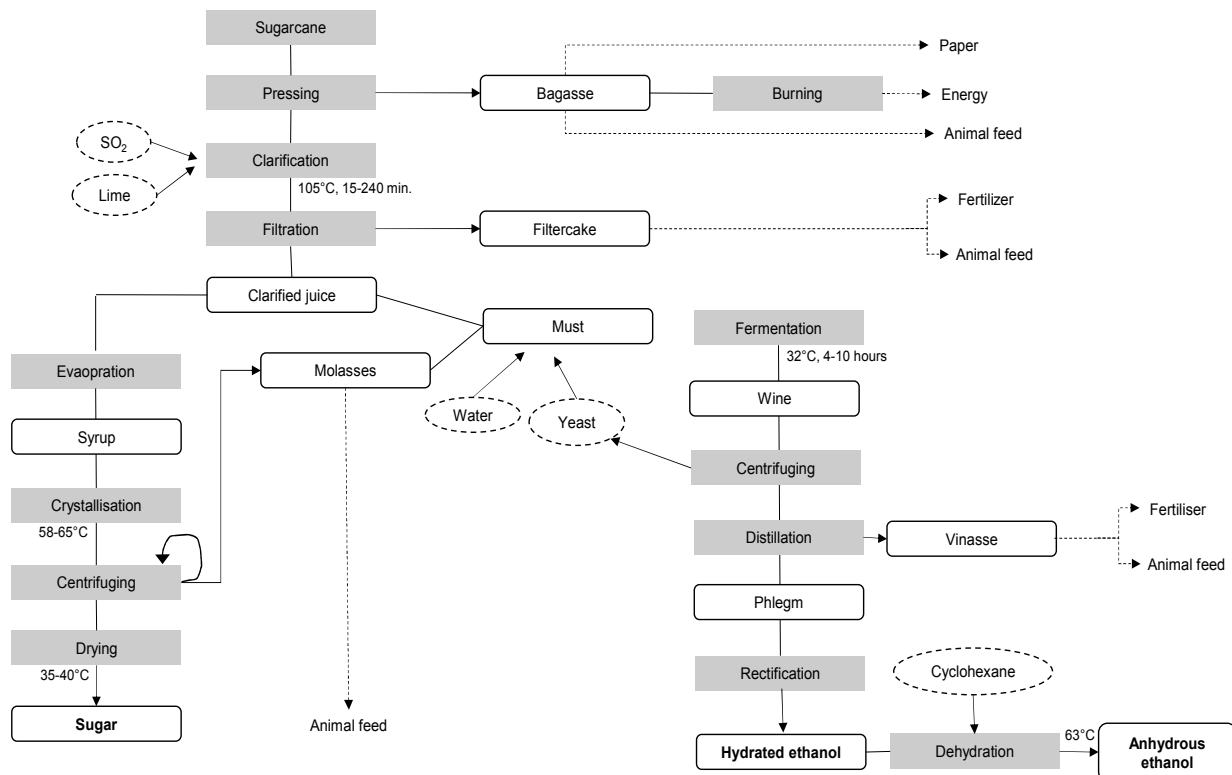 Sugarcane
Paper
Pressing
Bagasse
Burning
Energy
SO₂
Animal feed
Clarification
Lime
105°C, 15-240 min.
Fertilizer
Filtration
Filtercake
Animal feed
Clarified juice
Must
Fermentation
32°C, 4-10 hours
Evaopration
Molasses
Wine
Water
Yeast
Syrup
Centrifuging
Crystallisation
58-65°C
Fertiliser
Distillation
Vinasse
Animal feed
Centrifuging
Phlegm
Drying
35-40°C
Rectification
Cyclohexane
Sugar
Animal feed
Hydrated ethanol
Dehydration
63°C
Anhydrous
ethanol